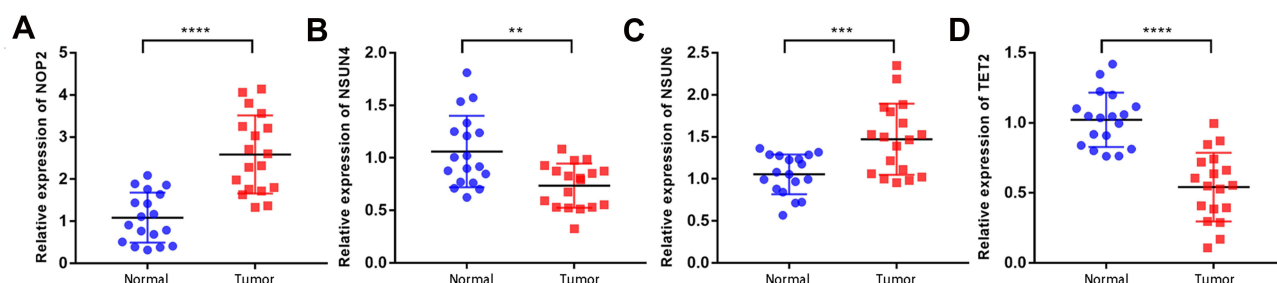 A
Relative expression of NOP2
5
4
3
2
1
0
****
Normal
Tumor
B
Relative expression of NSUN4
2.0
1.5
1.0
0.5
0.0
**
Normal
Tumor
C
Relative expression of NSUN6
2.5
2.0
1.5
1.0
0.5
0.0
***
Normal
Tumor
D
Relative expression of TET2
1.5
1.0
0.5
0.0
****
Normal
Tumor